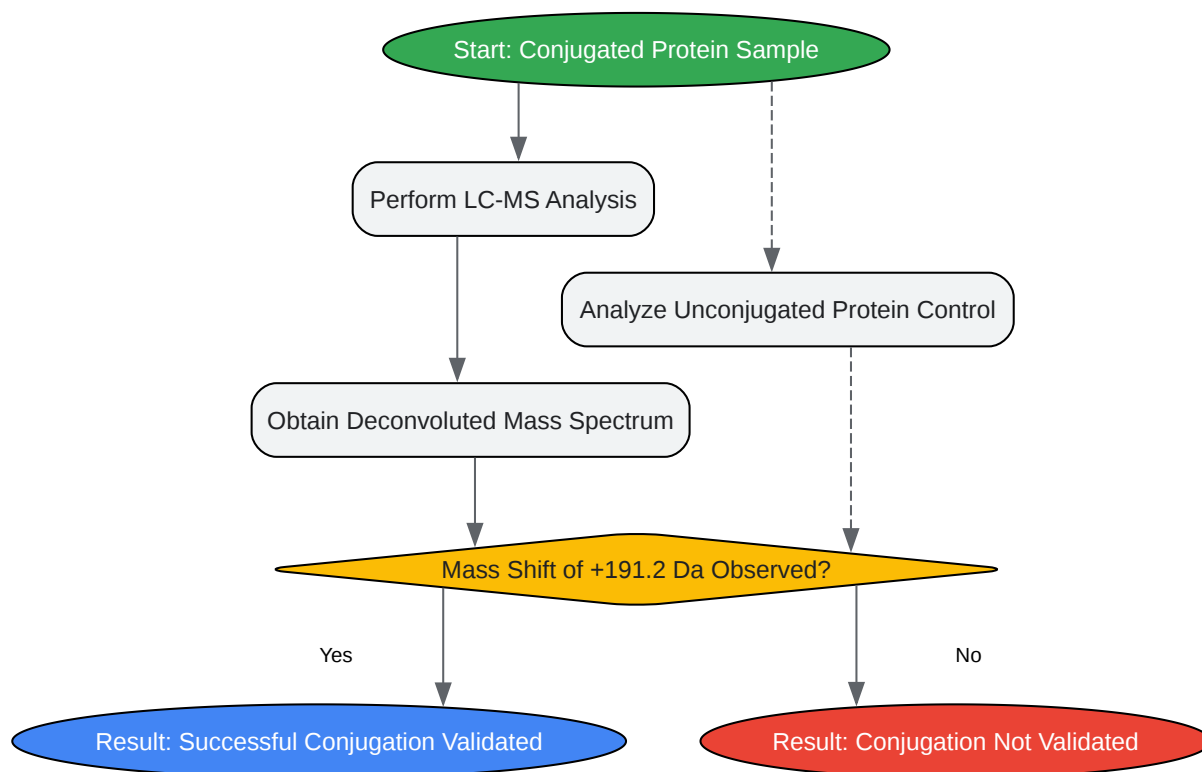 Start: Conjugated Protein Sample
Perform LC-MS Analysis
Analyze Unconjugated Protein Control
Obtain Deconvoluted Mass Spectrum
Mass Shift of +191.2 Da Observed?
Yes
No
Result: Successful Conjugation Validated
Result: Conjugation Not Validated